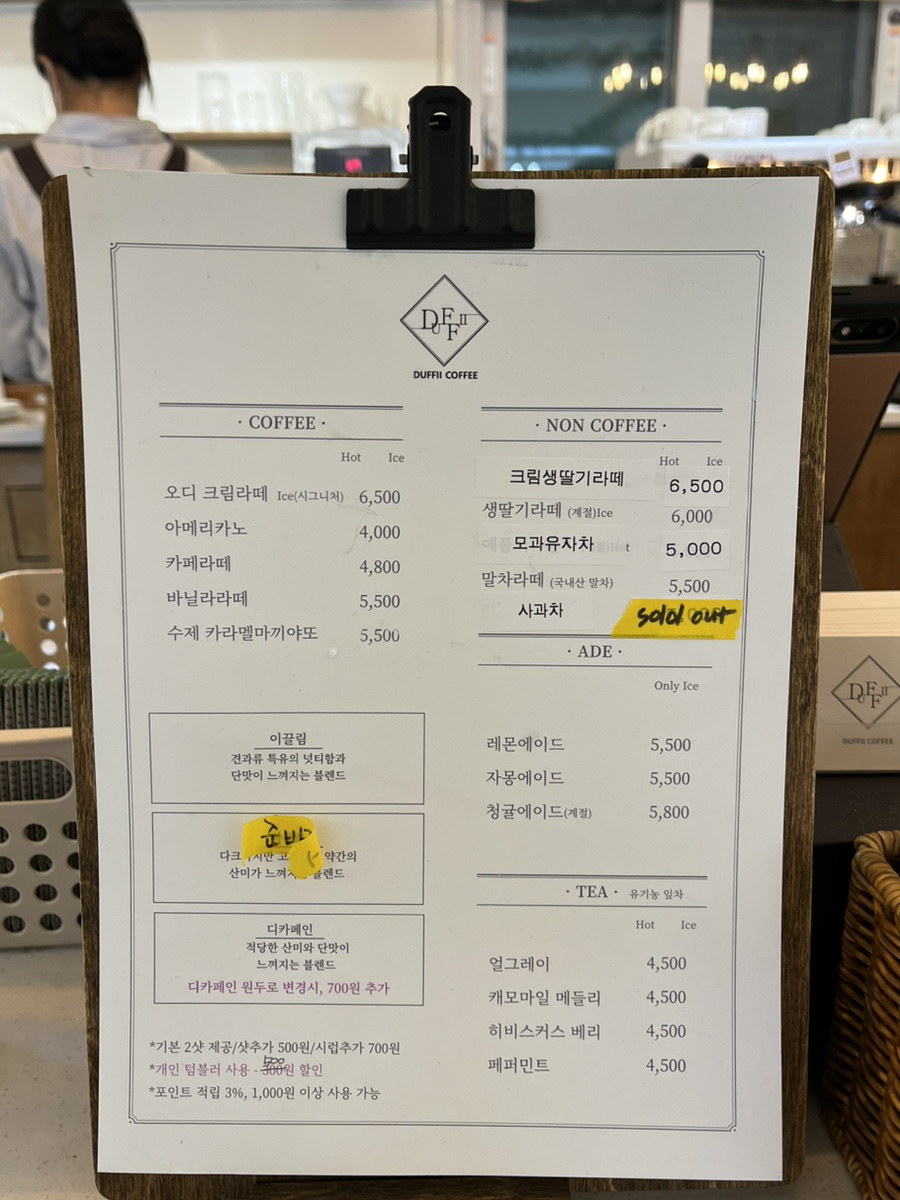 DUFFII
DUFFII COFFEE
· COFFEE ·
Hot Ice
오디 크림라떼 Ice(시그니처) 6,500
아메리카노 4,000
카페라떼 4,800
바닐라라떼 5,500
수제 카라멜마끼야또 5,500
이끌림
견과류 특유의 넛티함과
단맛이 느껴지는 블렌드
준비
다크 약간의
산미가 블렌드
디카페인
적당한 산미와 단맛이
느껴지는 블렌드
디카페인 원두로 변경시, 700원 추가
*기본 2샷 제공/샷추가 500원/시럽추가 700원
500
*개인 텀블러 사용 -300원 할인
*포인트 적립 3%, 1,000원 이상 사용 가능
· NON COFFEE ·
Hot Ice
크림생딸기라떼 6,500
생딸기라떼 (계절)Ice 6,000
모과유자차 5,000
말차라떼 (국내산 말차) 5,500
사과차 sold out
· ADE ·
Only Ice
레몬에이드 5,500
자몽에이드 5,500
청귤에이드(계절) 5,800
· TEA · 유기농 잎차
Hot Ice
얼그레이 4,500
캐모마일 메들리 4,500
히비스커스 베리 4,500
페퍼민트 4,500
DUFFII
DUFFII COFFEE